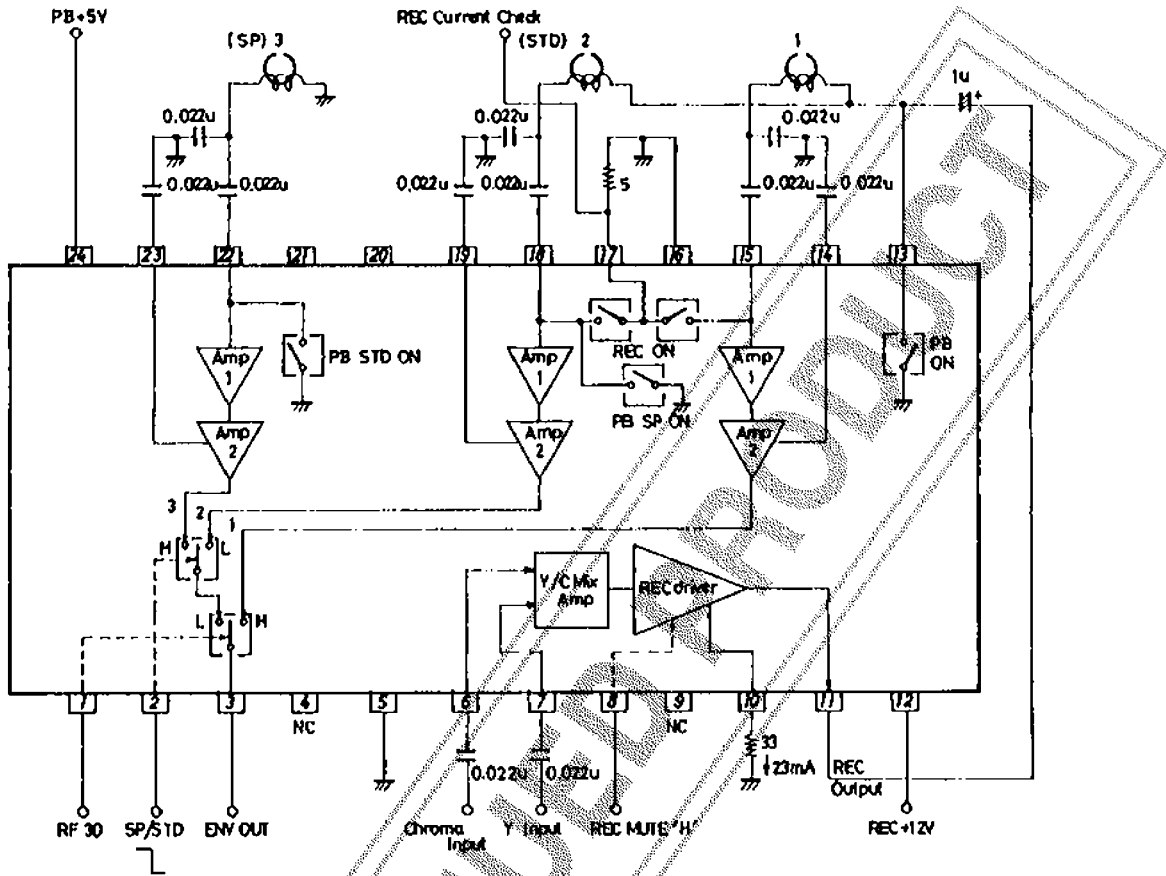 PB+5V
REC Current Check
(SP) 3
(STD) 2
1
1u +
0.022u
0.022u
0.022u
0.022u
0.022u
0.022u
0.022u
5
0.022u
0.022u
0.022u
24
23
22
21
20
19
18
17
16
15
14
13
Amp 1
PB STD ON
Amp 1
REC ON
PB SP ON
Amp 1
PB ON
Amp 2
Amp 2
Amp 2
3
2
1
H
L
L
H
Y/C Mix Amp
REC driver
1
2
3
4
5
6
7
8
9
10
11
12
NC
NC
0.022u
0.022u
33
23mA
REC Output
RF 30
SP/STD
ENV OUT
Chroma Input
Y Input
REC MUTE "H"
REC+12V
UED PRODUCT